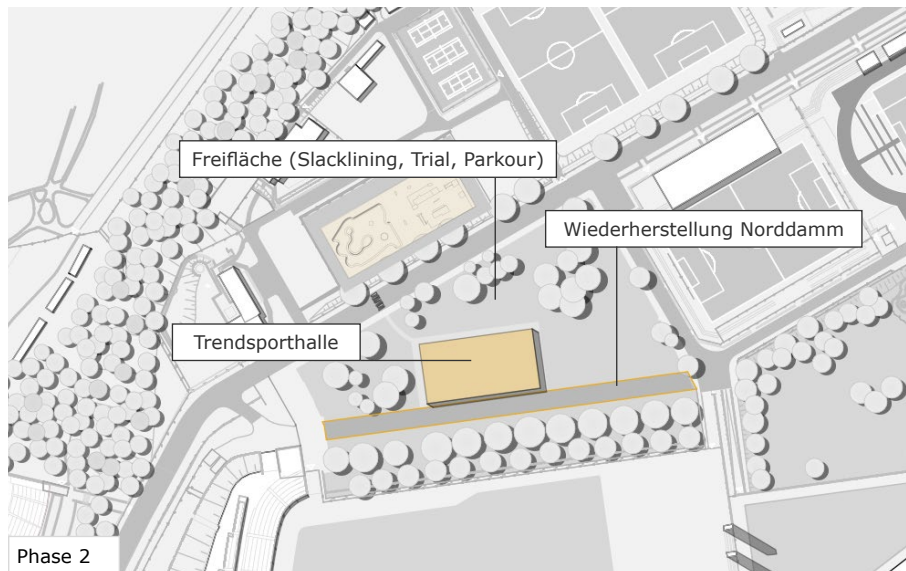 Freifläche (Slacklining, Trial, Parkour)
Wiederherstellung Norddamm
Trendsporthalle
Phase 2